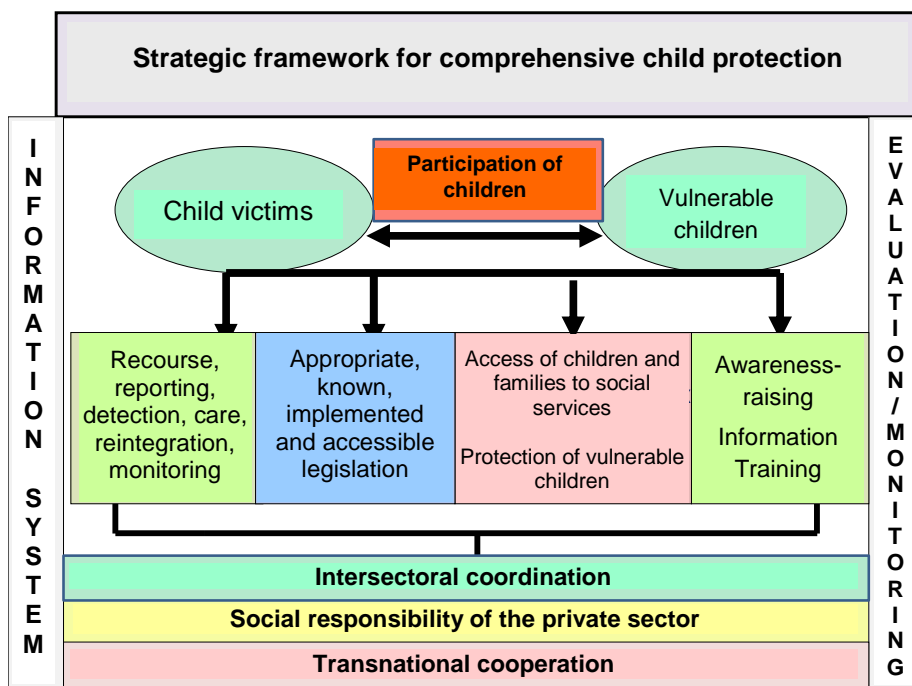 Strategic framework for comprehensive child protection
INFORMATION SYSTEM
Participation of
children
Child victims
Vulnerable
children
Recourse,
reporting,
detection, care,
reintegration,
monitoring
Appropriate,
known,
implemented
and accessible
legislation
Access of children and
families to social
services
Protection of vulnerable
children
Awareness-
raising
Information
Training
Intersectoral coordination
Social responsibility of the private sector
Transnational cooperation
EVALUATION/MONITORING